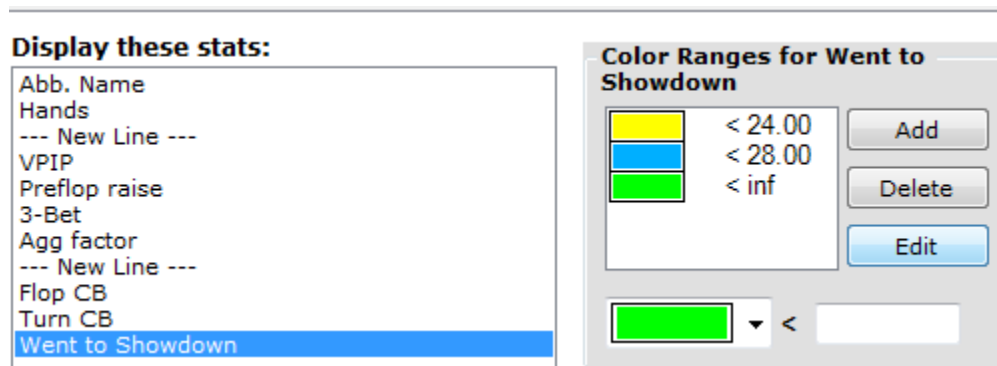 Display these stats:
Abb. Name
Hands
--- New Line ---
VPIP
Preflop raise
3-Bet
Agg factor
--- New Line ---
Flop CB
Turn CB
Went to Showdown
Color Ranges for Went to
Showdown
< 24.00
< 28.00
< inf
Add
Delete
Edit
<